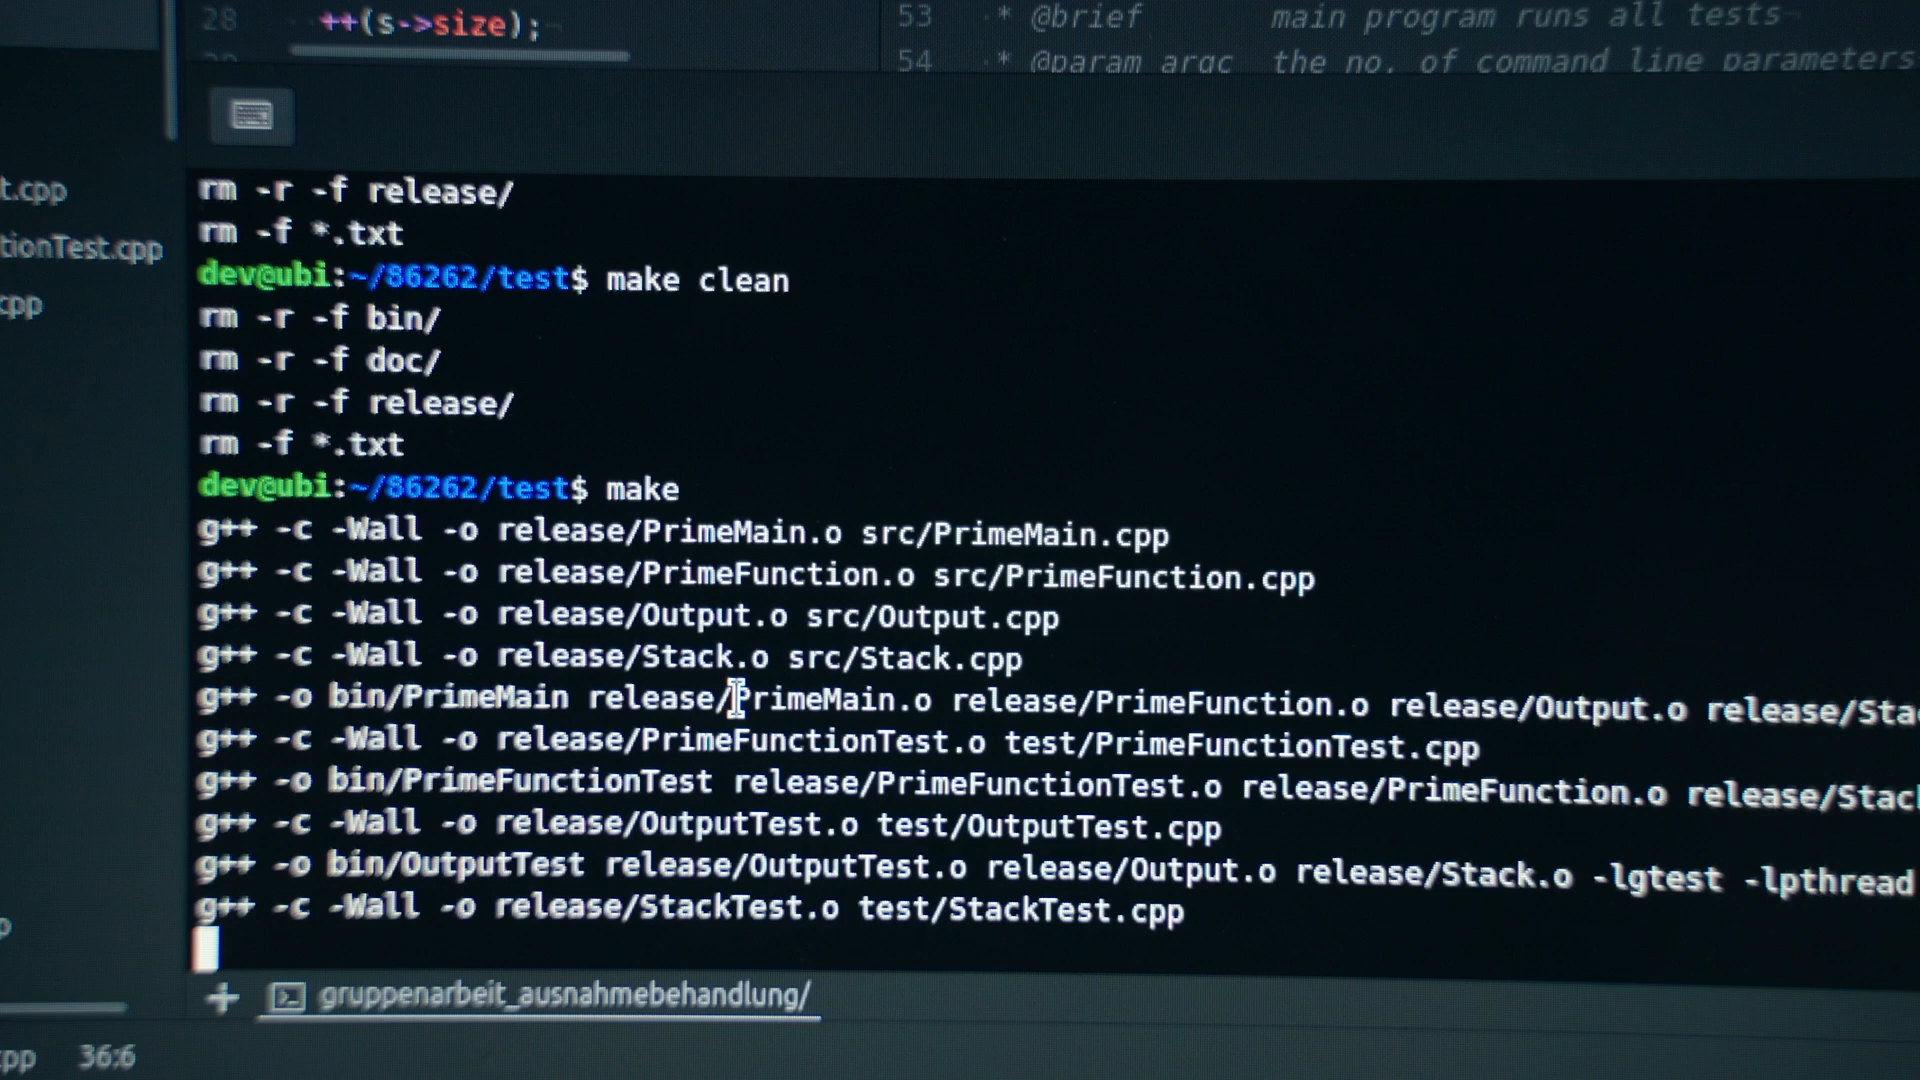 28 ++(s->size);
53 * @brief main program runs all tests
54 * @param argc the no. of command line parameters
t.cpp
tionTest.cpp
cpp
rm -r -f release/
rm -f *.txt
dev@ubi:~/86262/test$ make clean
rm -r -f bin/
rm -r -f doc/
rm -r -f release/
rm -f *.txt
dev@ubi:~/86262/test$ make
g++ -c -Wall -o release/PrimeMain.o src/PrimeMain.cpp
g++ -c -Wall -o release/PrimeFunction.o src/PrimeFunction.cpp
g++ -c -Wall -o release/Output.o src/Output.cpp
g++ -c -Wall -o release/Stack.o src/Stack.cpp
g++ -o bin/PrimeMain release/PrimeMain.o release/PrimeFunction.o release/Output.o release/Sta
g++ -c -Wall -o release/PrimeFunctionTest.o test/PrimeFunctionTest.cpp
g++ -o bin/PrimeFunctionTest release/PrimeFunctionTest.o release/PrimeFunction.o release/Stac
g++ -c -Wall -o release/OutputTest.o test/OutputTest.cpp
g++ -o bin/OutputTest release/OutputTest.o release/Output.o release/Stack.o -lgtest -lpthread
g++ -c -Wall -o release/StackTest.o test/StackTest.cpp
+ gruppenarbeit_ausnahmebehandlung/
cpp 36:6